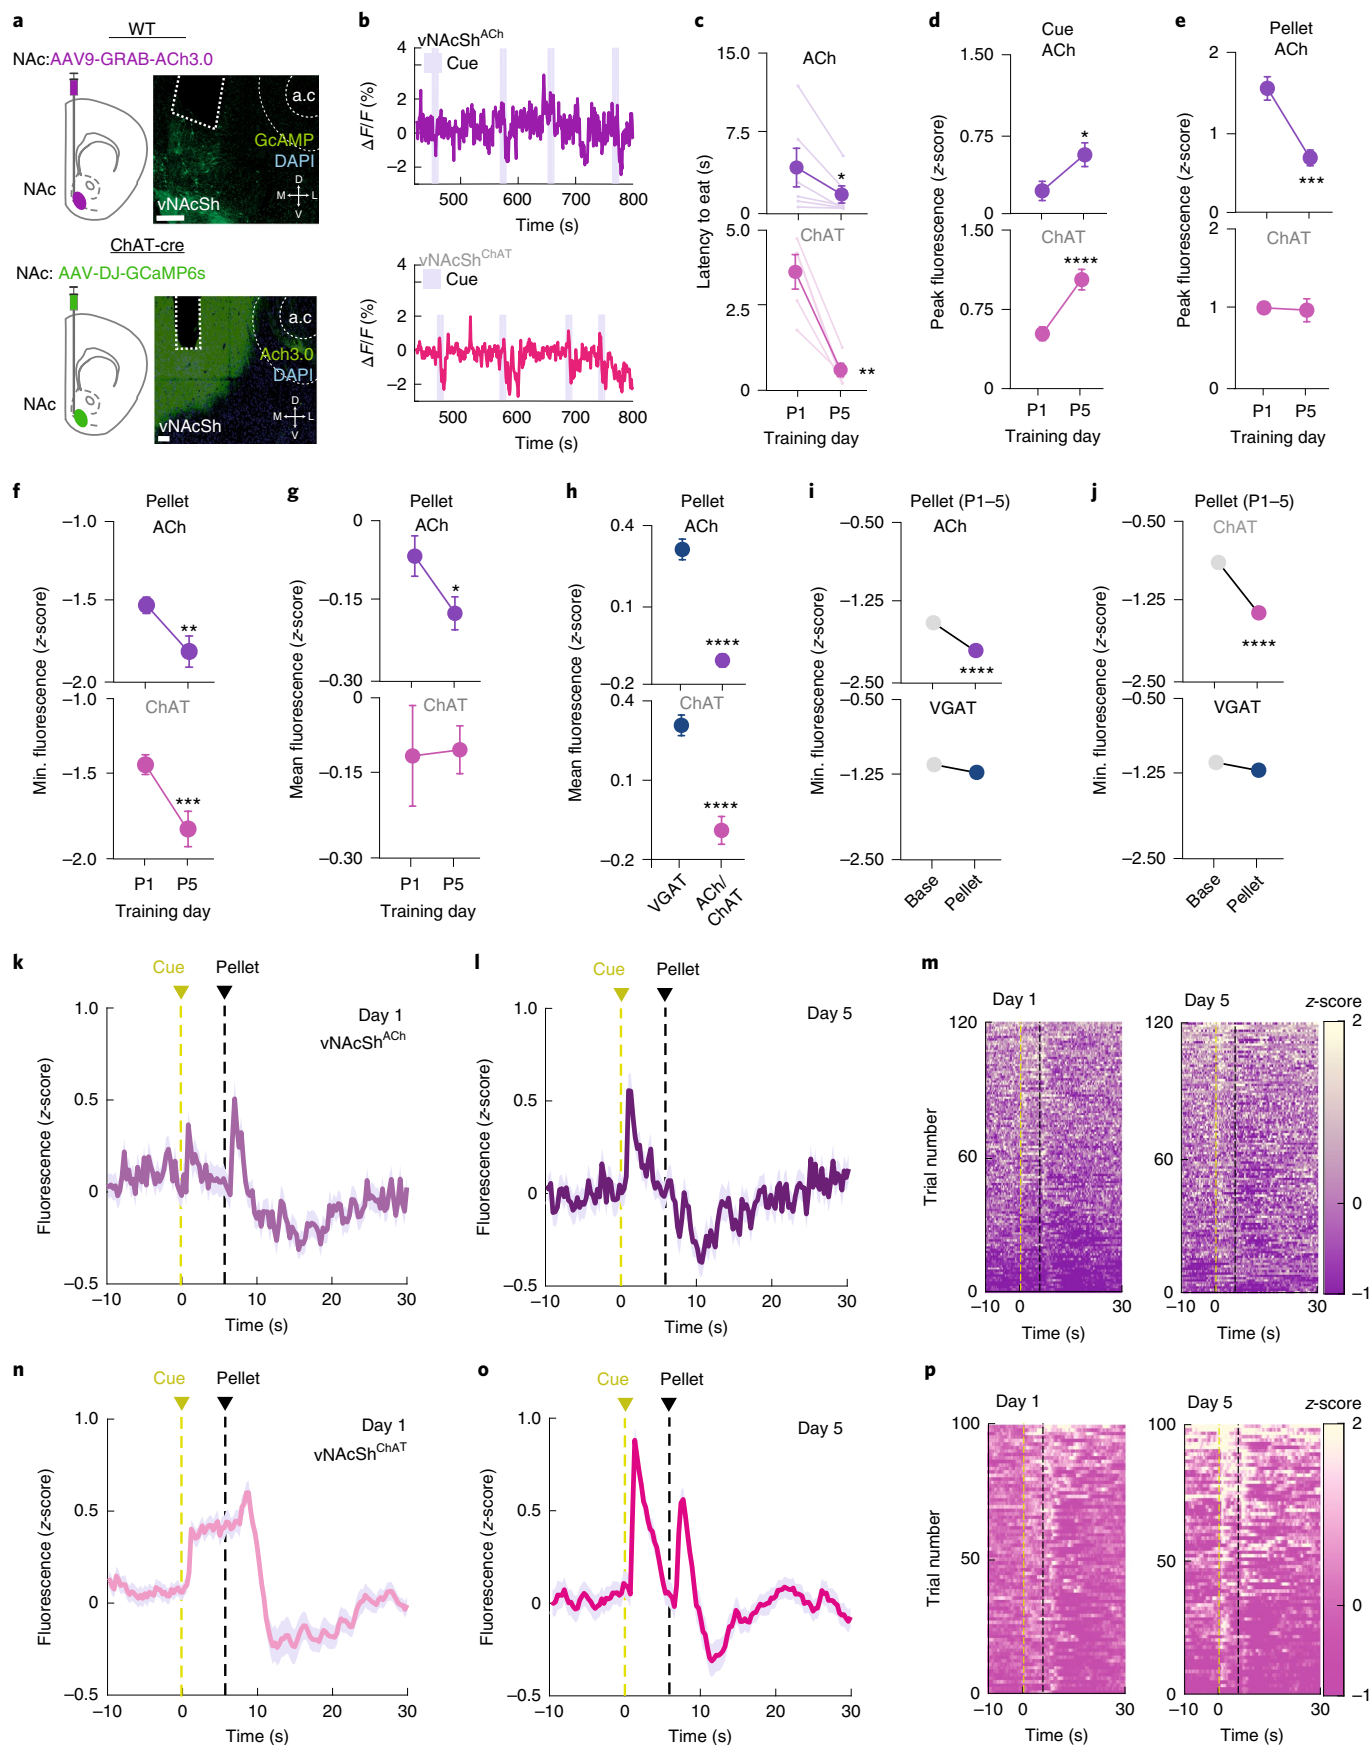 a
WT
NAc:AAV9-GRAB-ACh3.0
a.c
GcAMP
DAPI
D
M L
V
NAc
vNAcSh
ChAT-cre
NAc: AAV-DJ-GCaMP6s
a.c
Ach3.0
DAPI
D
M L
V
NAc
vNAcSh
b
vNAcShACh
Cue
ΔF/F (%)
4
2
0
−2
500 600 700 800
Time (s)
vNAcShChAT
Cue
ΔF/F (%)
4
2
0
−2
500 600 700 800
Time (s)
c
ACh
15.0
7.5
0
*
Latency to eat (s)
ChAT
5.0
2.5
0
**
P1 P5
Training day
d
Cue
ACh
1.50
0.75
0
*
Peak fluorescence (z-score)
ChAT
1.50
0.75
0
****
P1 P5
Training day
e
Pellet
ACh
2
1
0
***
Peak fluorescence (z-score)
ChAT
2
1
0
P1 P5
Training day
f
Pellet
ACh
−1.0
−1.5
−2.0
**
Min. fluorescence (z-score)
ChAT
−1.0
−1.5
−2.0
***
P1 P5
Training day
g
Pellet
ACh
0
−0.15
−0.30
*
Mean fluorescence (z-score)
ChAT
0
−0.15
−0.30
P1 P5
Training day
h
Pellet
ACh
0.4
0.1
−0.2
****
Mean fluorescence (z-score)
ChAT
0.4
0.1
−0.2
****
VGAT
ACh/
ChAT
i
Pellet (P1–5)
ACh
−0.50
−1.25
−2.50
****
Min. fluorescence (z-score)
VGAT
−0.50
−1.25
−2.50
Base
Pellet
j
Pellet (P1–5)
ChAT
−0.50
−1.25
−2.50
****
Min. fluorescence (z-score)
VGAT
−0.50
−1.25
−2.50
Base
Pellet
k
Cue Pellet
Day 1
vNAcShACh
Fluorescence (z-score)
1.0
0.5
0
−0.5
−10 0 10 20 30
Time (s)
l
Cue Pellet
Day 5
Fluorescence (z-score)
1.0
0.5
0
−0.5
−10 0 10 20 30
Time (s)
m
Day 1 Day 5 z-score
Trial number
120
60
0
−10 0 30
Time (s)
120
60
0
−10 0 30
Time (s)
2
0
−1
n
Cue Pellet
Day 1
vNAcShChAT
Fluorescence (z-score)
1.0
0.5
0
−0.5
−10 0 10 20 30
Time (s)
o
Cue Pellet
Day 5
Fluorescence (z-score)
1.0
0.5
0
−0.5
−10 0 10 20 30
Time (s)
p
Day 1 Day 5 z-score
Trial number
100
50
0
−10 0 30
Time (s)
100
50
0
−10 0 30
Time (s)
2
0
−1